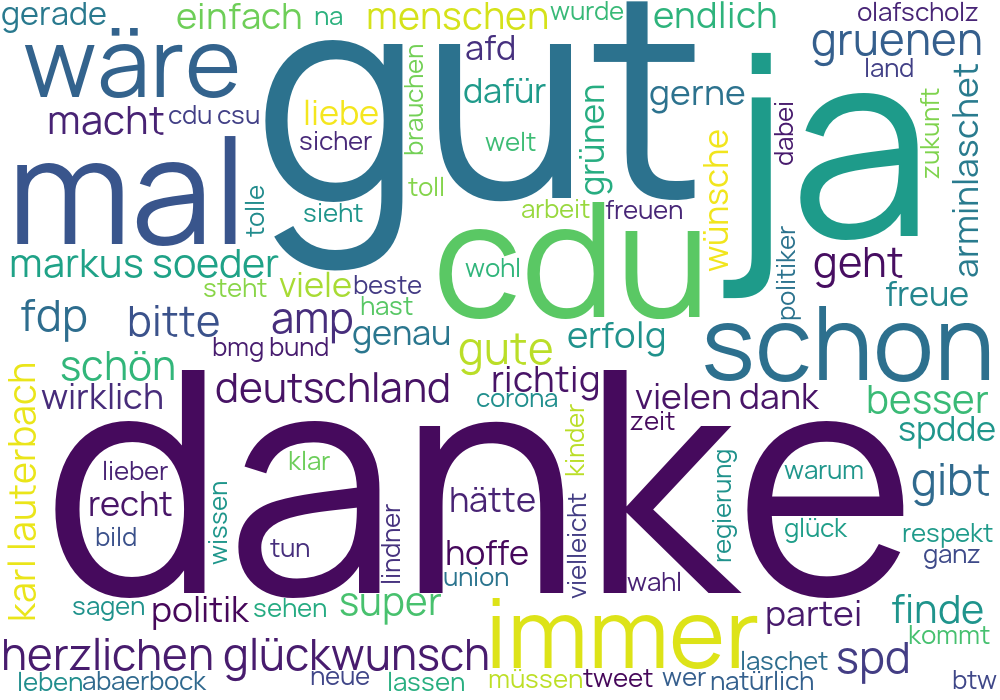 gerade
einfach
na
menschen
wurde
endlich
olafscholz
wäre
gut
afd
gruenen
land
ja
macht
cdu csu
liebe
sicher
brauchen
dafür
welt
grünen
gerne
wünsche
dabei
zukunft
arminlaschet
mal
tolle
sieht
toll
arbeit
freuen
cdu
wohl
politiker
geht
markus soeder
steht
viele
beste
hast
freue
fdp
bitte
amp
genau
gute
erfolg
schon
bmg bund
schön
wirklich
deutschland
richtig
corona
vielen dank
zeit
besser
spdde
karl lauterbach
danke
lieber
recht
bild
wissen
klar
tun
lindner
hätte
hoffe
union
kinder
vielleicht
wahl
regierung
warum
glück
gibt
respekt
ganz
sagen
politik
sehen
super
immer
partei
finde
kommt
herzlichen glückwunsch
laschet
spd
leben
abaerbock
heue
lassen
müssen
tweet
wer
natürlich
btw